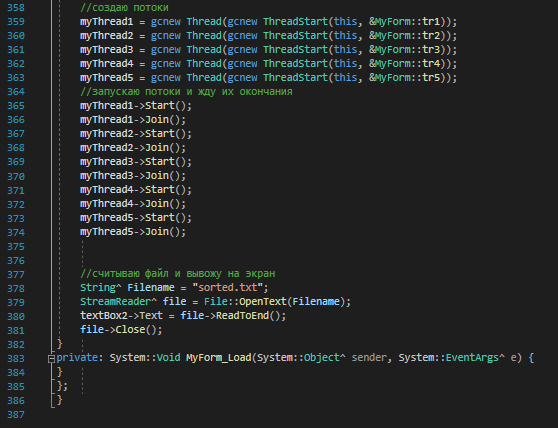 358 //создаю потоки
359 myThread1 = gcnew Thread(gcnew ThreadStart(this, &MyForm::tr1));
360 myThread2 = gcnew Thread(gcnew ThreadStart(this, &MyForm::tr2));
361 myThread3 = gcnew Thread(gcnew ThreadStart(this, &MyForm::tr3));
362 myThread4 = gcnew Thread(gcnew ThreadStart(this, &MyForm::tr4));
363 myThread5 = gcnew Thread(gcnew ThreadStart(this, &MyForm::tr5));
364 //запускаю потоки и жду их окончания
365 myThread1->Start();
366 myThread1->Join();
367 myThread2->Start();
368 myThread2->Join();
369 myThread3->Start();
370 myThread3->Join();
371 myThread4->Start();
372 myThread4->Join();
373 myThread5->Start();
374 myThread5->Join();
375
376
377 //считываю файл и вывожу на экран
378 String^ Filename = "sorted.txt";
379 StreamReader^ file = File::OpenText(Filename);
380 textBox2->Text = file->ReadToEnd();
381 file->Close();
382 }
383 private: System::Void MyForm_Load(System::Object^ sender, System::EventArgs^ e) {
384 }
385 };
386 }
387